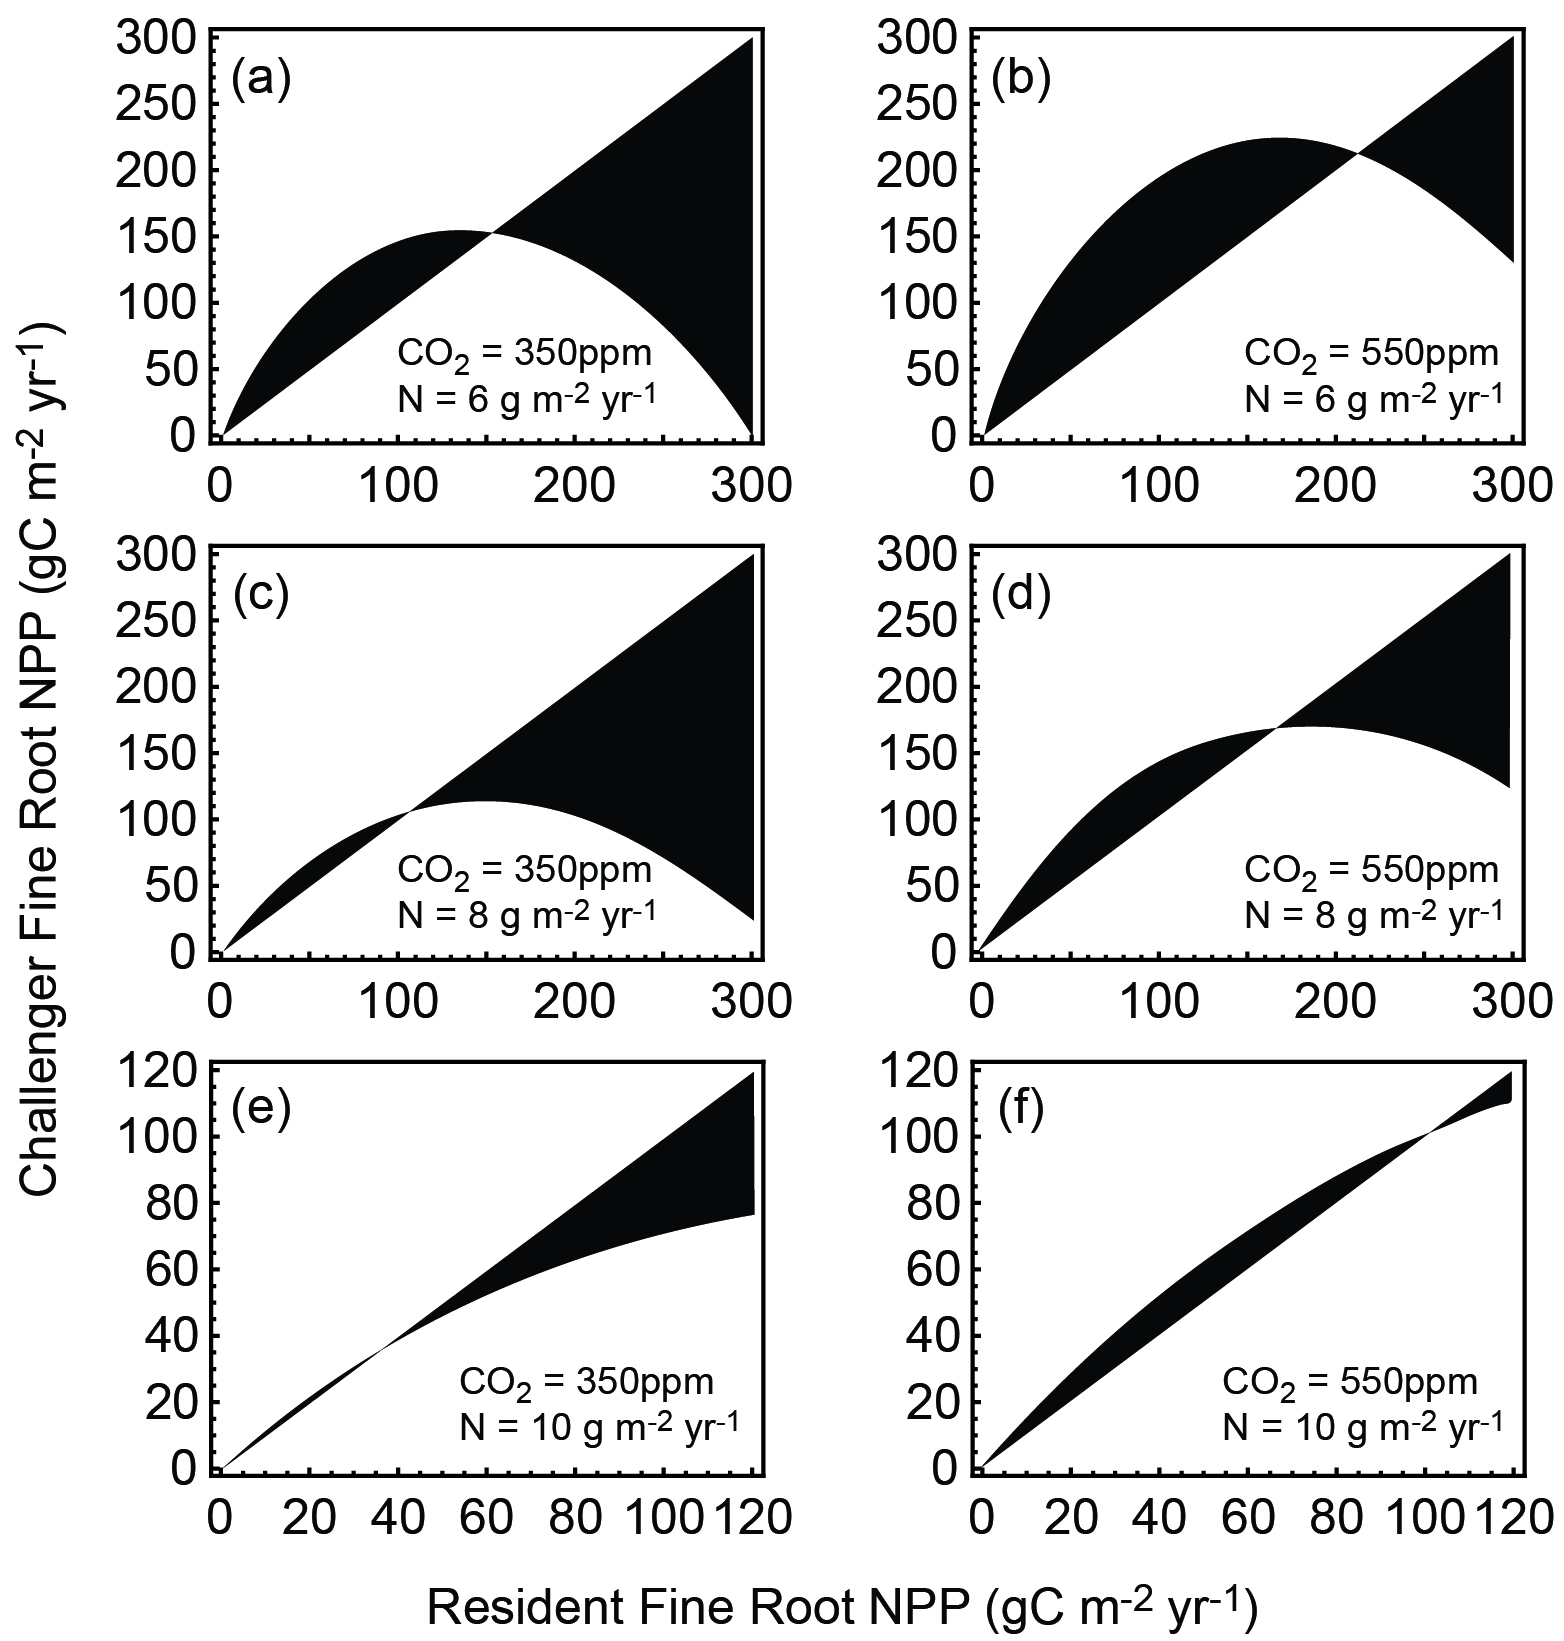 Challenger Fine Root NPP (gC m-2 yr-1)
300
250
200
150
100
50
0
(a)
CO2 = 350ppm
N = 6 g m-2 yr-1
0 100 200 300
300
250
200
150
100
50
0
(b)
CO2 = 550ppm
N = 6 g m-2 yr-1
0 100 200 300
300
250
200
150
100
50
0
(c)
CO2 = 350ppm
N = 8 g m-2 yr-1
0 100 200 300
300
250
200
150
100
50
0
(d)
CO2 = 550ppm
N = 8 g m-2 yr-1
0 100 200 300
120
100
80
60
40
20
0
(e)
CO2 = 350ppm
N = 10 g m-2 yr-1
0 20 40 60 80 100 120
120
100
80
60
40
20
0
(f)
CO2 = 550ppm
N = 10 g m-2 yr-1
0 20 40 60 80 100 120
Resident Fine Root NPP (gC m-2 yr-1)